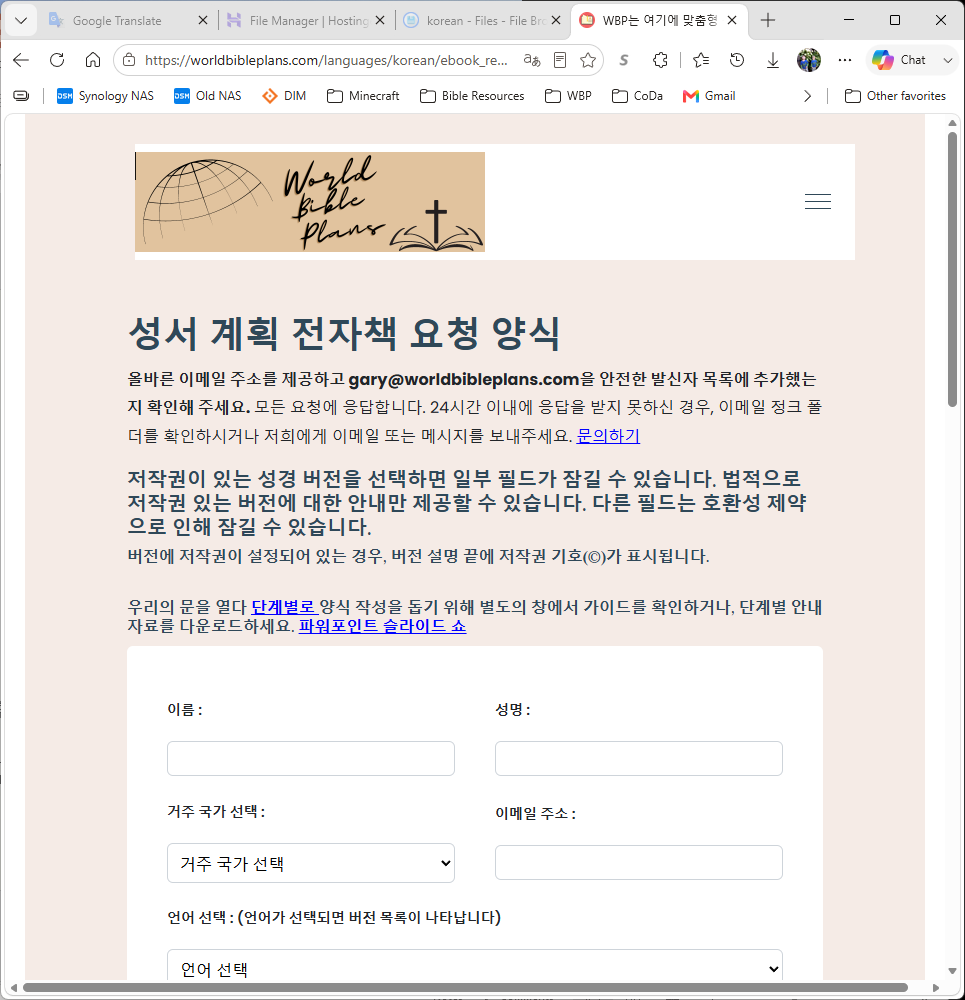 Google Translate
File Manager | Hosting
korean - Files - File Bro
WBP는 여기에 맞춤형
https://worldbibleplans.com/languages/korean/ebook_re...
Chat
Synology NAS
Old NAS
DIM
Minecraft
Bible Resources
WBP
CoDa
Gmail
Other favorites
World
Bible
Plans
성서 계획 전자책 요청 양식
올바른 이메일 주소를 제공하고 gary@worldbibleplans.com을 안전한 발신자 목록에 추가했는
지 확인해 주세요. 모든 요청에 응답합니다. 24시간 이내에 응답을 받지 못하신 경우, 이메일 정크 폴
더를 확인하시거나 저희에게 이메일 또는 메시지를 보내주세요. 문의하기
저작권이 있는 성경 버전을 선택하면 일부 필드가 잠길 수 있습니다. 법적으로
저작권 있는 버전에 대한 안내만 제공할 수 있습니다. 다른 필드는 호환성 제약
으로 인해 잠길 수 있습니다.
버전에 저작권이 설정되어 있는 경우, 버전 설명 끝에 저작권 기호(©)가 표시됩니다.
우리의 문을 열다 단계별로 양식 작성을 돕기 위해 별도의 창에서 가이드를 확인하거나, 단계별 안내
자료를 다운로드하세요. 파워포인트 슬라이드 쇼
이름 :
성명 :
거주 국가 선택 :
이메일 주소 :
거주 국가 선택
언어 선택 : (언어가 선택되면 버전 목록이 나타납니다)
언어 선택